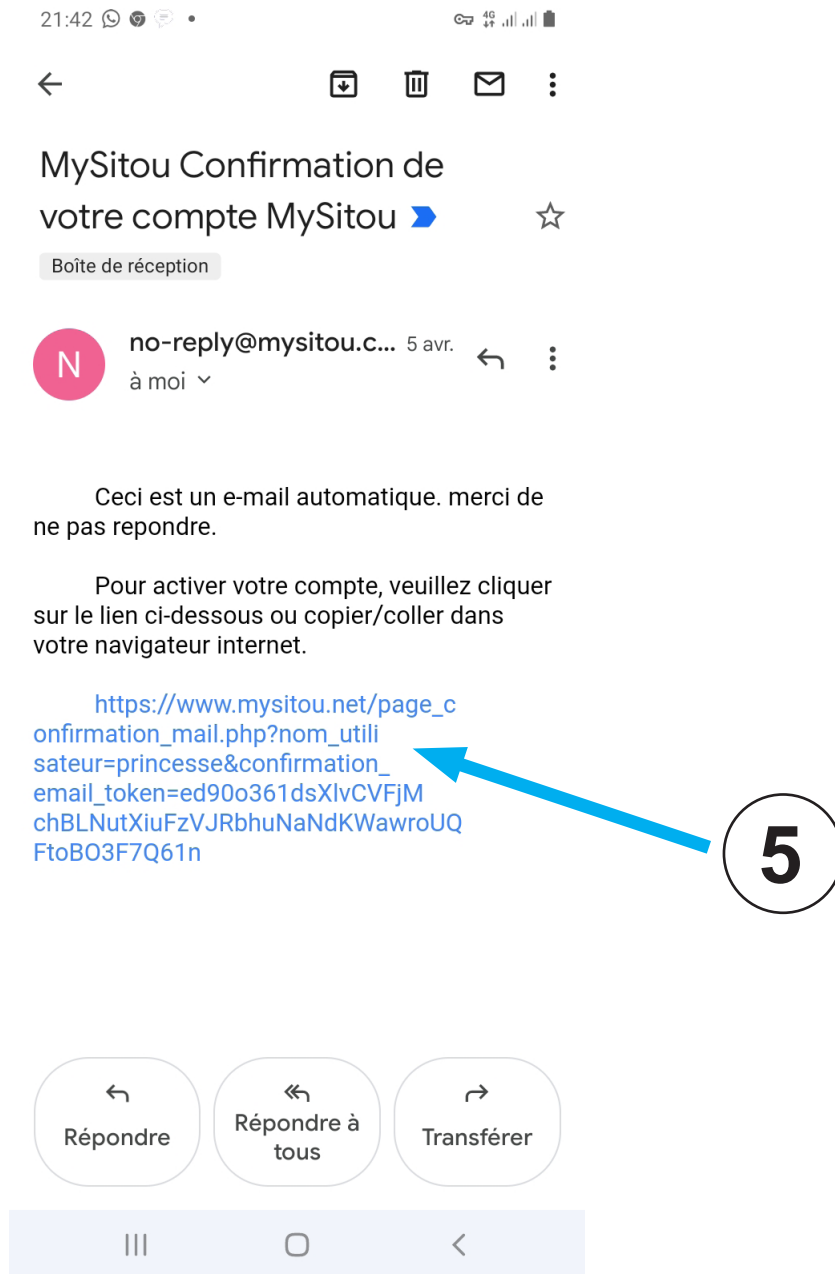 21:42
4G
MySitou Confirmation de
votre compte MySitou
Boîte de réception
N
no-reply@mysitou.c... 5 avr.
à moi
Ceci est un e-mail automatique. merci de
ne pas repondre.
Pour activer votre compte, veuillez cliquer
sur le lien ci-dessous ou copier/coller dans
votre navigateur internet.
https://www.mysitou.net/page_c
onfirmation_mail.php?nom_utili
sateur=princesse&confirmation_
email_token=ed90o361dsXlvCVFjM
chBLNutXiuFzVJRbhuNaNdKWawroUQ
FtoBO3F7Q61n
5
Répondre
Répondre à
tous
Transférer